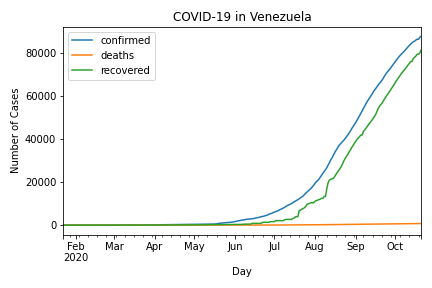 COVID-19 in Venezuela
confirmed
deaths
recovered
80000
60000
40000
20000
0
Number of Cases
Feb Mar Apr May Jun Jul Aug Sep Oct
2020
Day